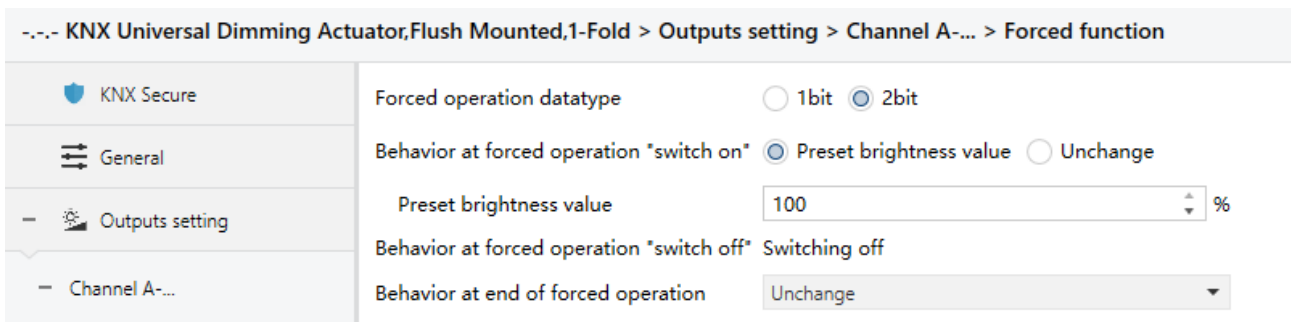 -.-.- KNX Universal Dimming Actuator,Flush Mounted,1-Fold > Outputs setting > Channel A-... > Forced function
KNX Secure
General
Outputs setting
Channel A-...
Forced operation datatype 1bit 2bit
Behavior at forced operation "switch on" Preset brightness value Unchange
Preset brightness value 100 %
Behavior at forced operation "switch off" Switching off
Behavior at end of forced operation Unchange